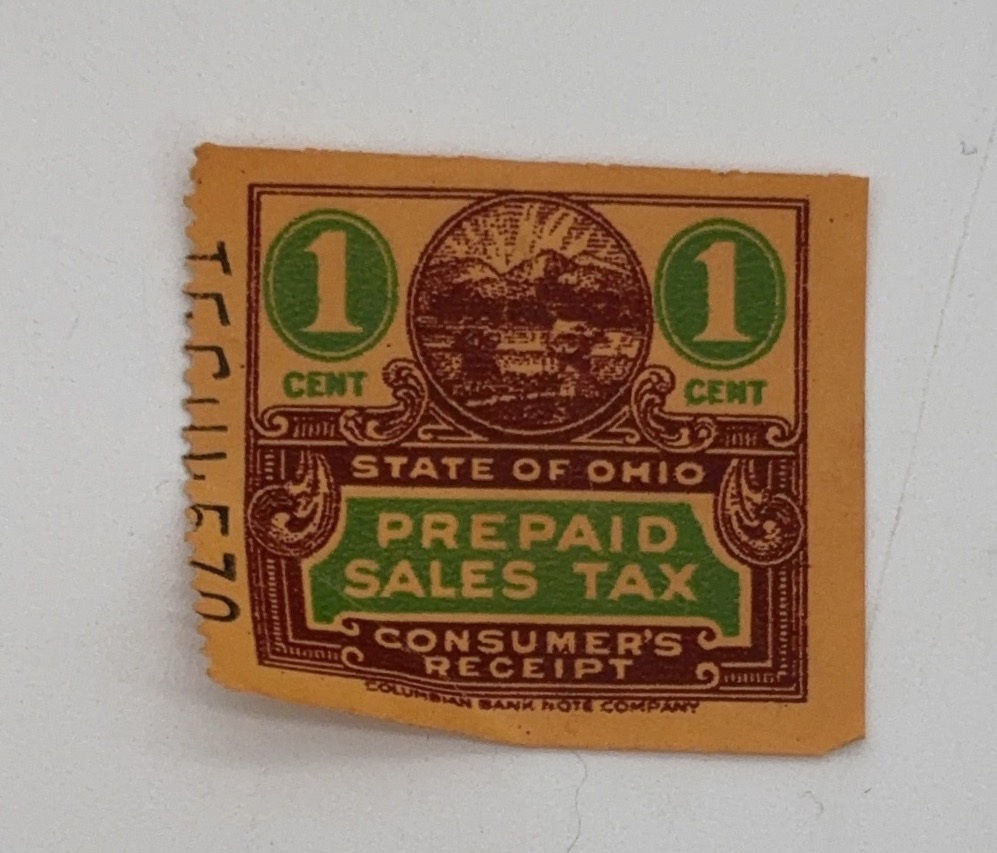 1
1
CENT
CENT
STATE OF OHIO
PREPAID
SALES TAX
CONSUMER'S
RECEIPT
COLUMBIAN BANK NOTE COMPANY